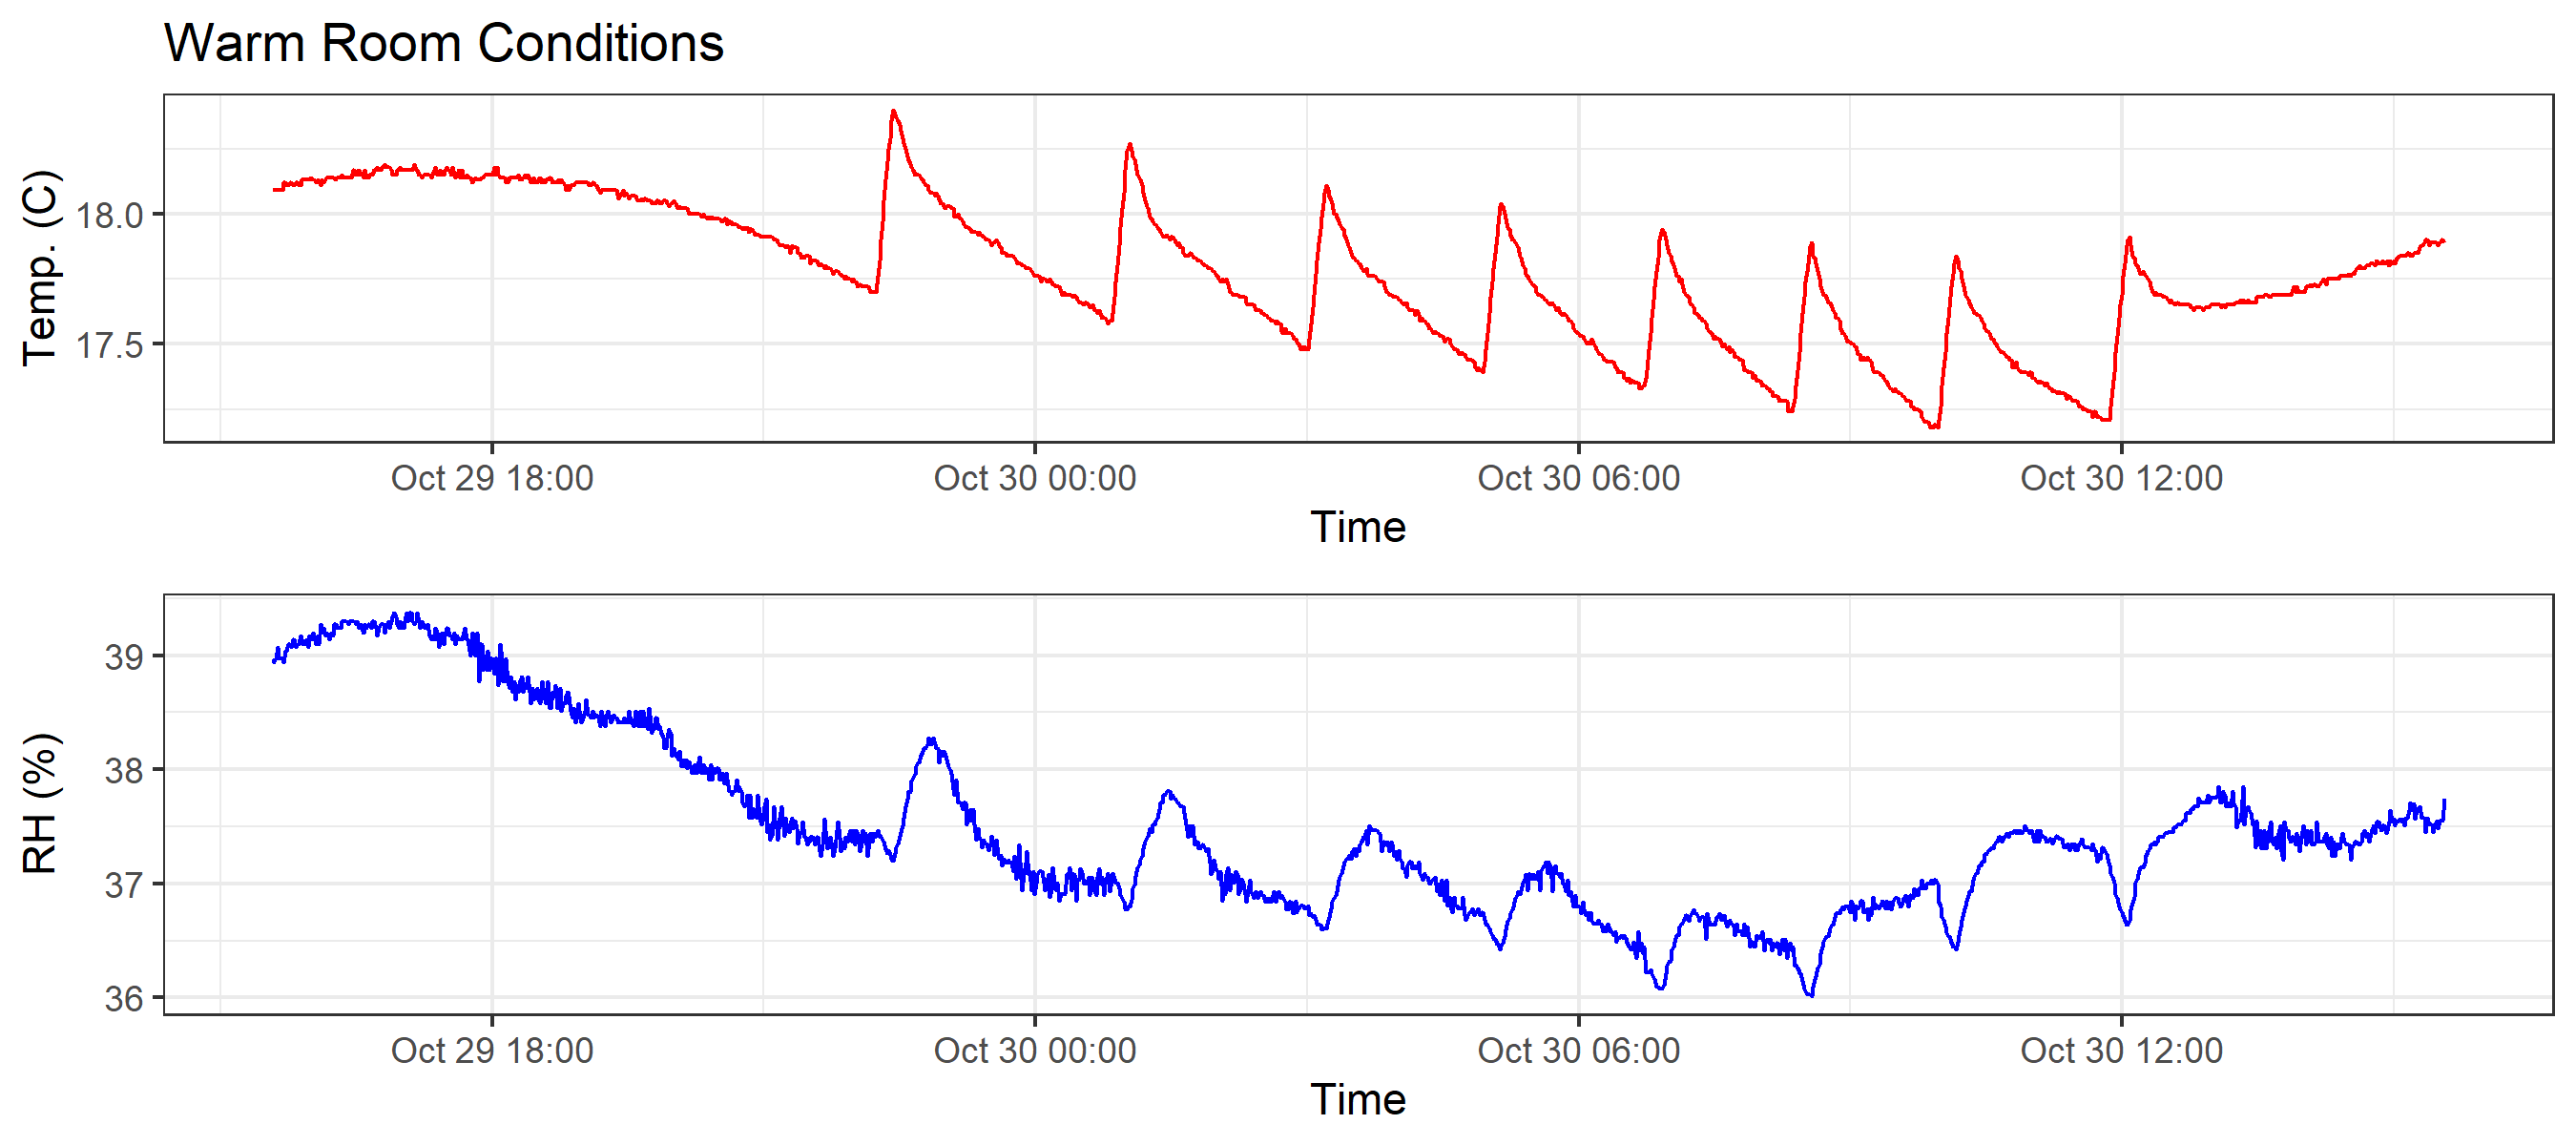 Warm Room Conditions
Temp. (C)
18.0
17.5
Oct 29 18:00 Oct 30 00:00 Oct 30 06:00 Oct 30 12:00
Time
RH (%)
39
38
37
36
Oct 29 18:00 Oct 30 00:00 Oct 30 06:00 Oct 30 12:00
Time